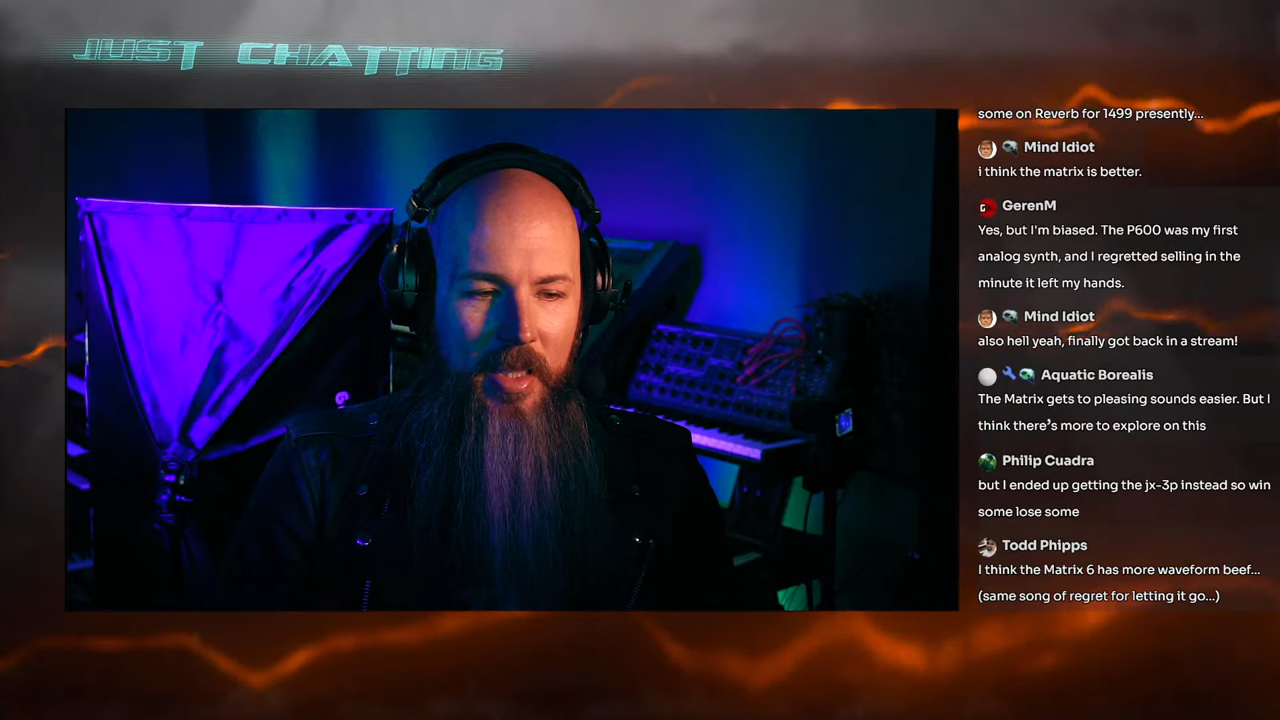 JUST CHATTING
some on Reverb for 1499 presently...
Mind Idiot
i think the matrix is better.
GerenM
Yes, but I'm biased. The P600 was my first
analog synth, and I regretted selling in the
minute it left my hands.
Mind Idiot
also hell yeah, finally got back in a stream!
Aquatic Borealis
The Matrix gets to pleasing sounds easier. But I
think there's more to explore on this
Philip Cuadra
but I ended up getting the jx-3p instead so win
some lose some
Todd Phipps
I think the Matrix 6 has more waveform beef...
(same song of regret for letting it go...)